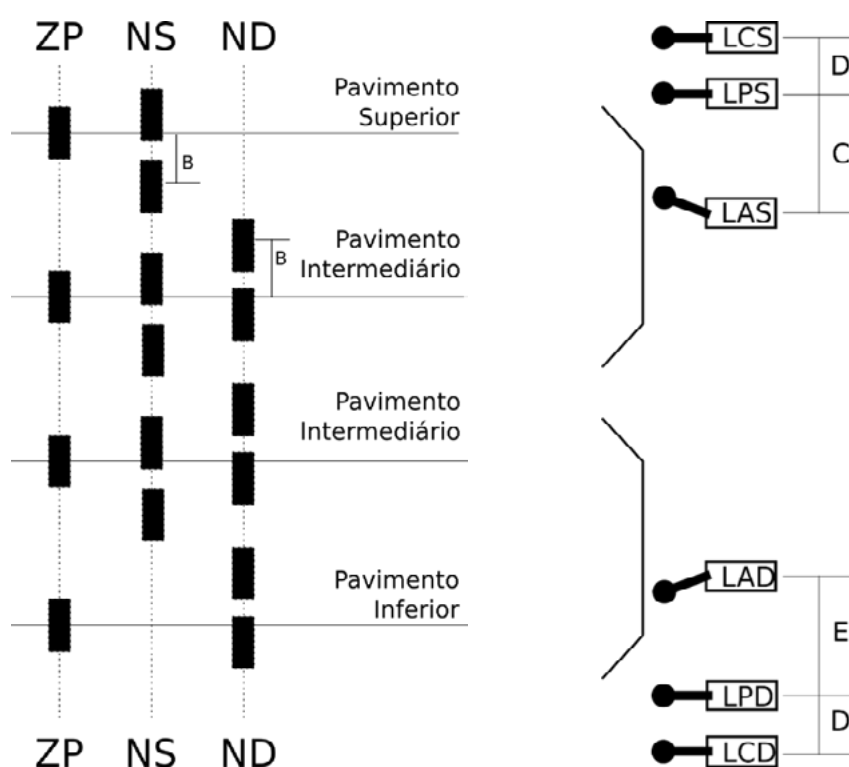 ZP NS ND
Pavimento
Superior
B
Pavimento
Intermediário
B
Pavimento
Intermediário
Pavimento
Inferior
ZP NS ND
LCS
D
LPS
C
LAS
LAD
E
LPD
D
LCD